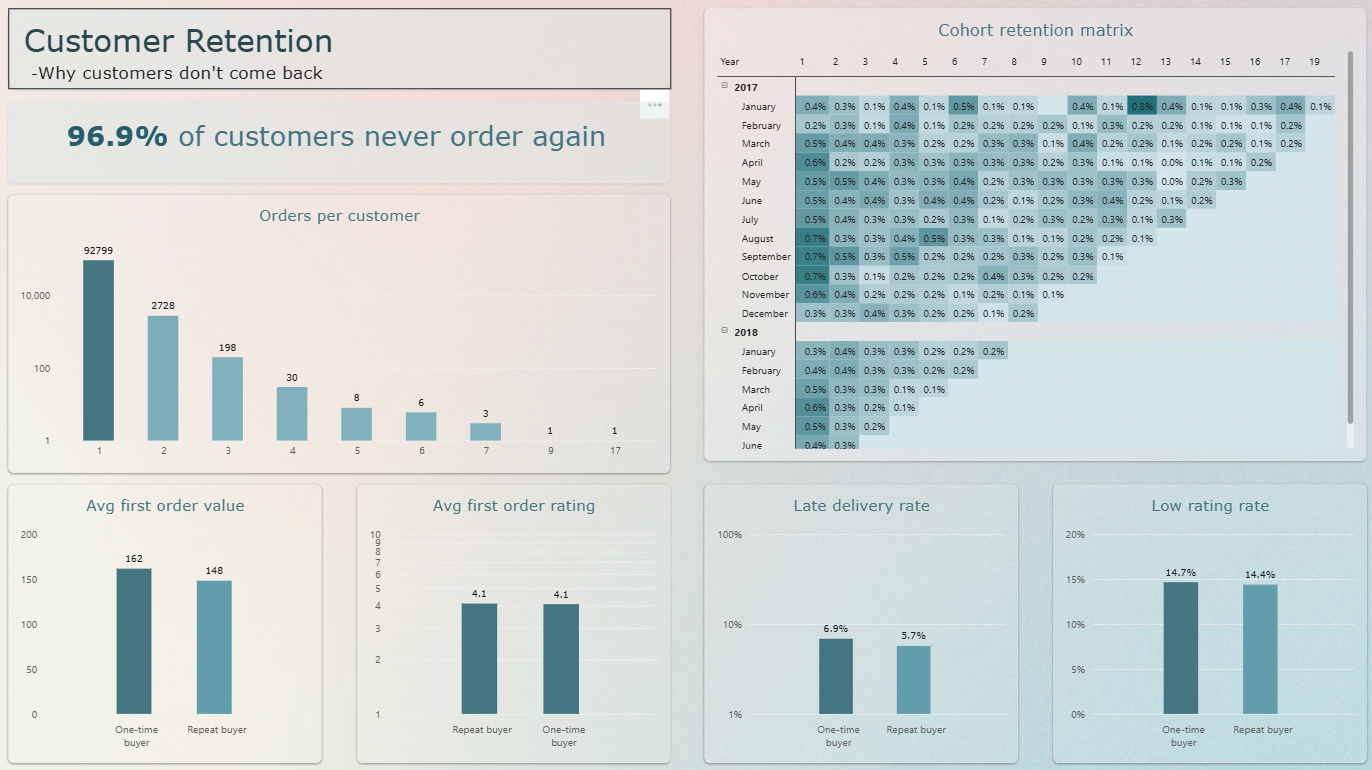 Customer Retention
-Why customers don't come back
96.9% of customers never order again
Orders per customer
92799
10,000
2728
198
100
30
8
6
3
1
1
1
1 2 3 4 5 6 7 9 17
Cohort retention matrix
Year 1 2 3 4 5 6 7 8 9 10 11 12 13 14 15 16 17 19
2017
January 0.4% 0.3% 0.1% 0.4% 0.1% 0.5% 0.1% 0.1% 0.4% 0.1% 0.8% 0.4% 0.1% 0.1% 0.3% 0.4% 0.1%
February 0.2% 0.3% 0.1% 0.4% 0.1% 0.2% 0.2% 0.2% 0.2% 0.1% 0.3% 0.2% 0.2% 0.1% 0.1% 0.1% 0.2%
March 0.5% 0.4% 0.4% 0.3% 0.2% 0.2% 0.3% 0.3% 0.1% 0.4% 0.2% 0.2% 0.1% 0.2% 0.2% 0.1% 0.2%
April 0.6% 0.2% 0.2% 0.3% 0.3% 0.3% 0.3% 0.3% 0.2% 0.3% 0.1% 0.1% 0.0% 0.1% 0.1% 0.2%
May 0.5% 0.5% 0.4% 0.3% 0.3% 0.4% 0.2% 0.3% 0.3% 0.3% 0.3% 0.3% 0.0% 0.2% 0.3%
June 0.5% 0.4% 0.4% 0.3% 0.4% 0.4% 0.2% 0.1% 0.2% 0.3% 0.4% 0.2% 0.1% 0.2%
July 0.5% 0.4% 0.3% 0.3% 0.2% 0.3% 0.1% 0.2% 0.3% 0.2% 0.3% 0.1% 0.3%
August 0.7% 0.3% 0.3% 0.4% 0.5% 0.3% 0.3% 0.1% 0.1% 0.2% 0.2% 0.1%
September 0.7% 0.5% 0.3% 0.5% 0.2% 0.2% 0.2% 0.3% 0.2% 0.3% 0.1%
October 0.7% 0.3% 0.1% 0.2% 0.2% 0.2% 0.4% 0.3% 0.2% 0.2%
November 0.6% 0.4% 0.2% 0.2% 0.2% 0.1% 0.2% 0.1% 0.1%
December 0.3% 0.3% 0.4% 0.3% 0.2% 0.2% 0.1% 0.2%
2018
January 0.3% 0.4% 0.3% 0.3% 0.2% 0.2% 0.2%
February 0.4% 0.4% 0.3% 0.3% 0.2% 0.2%
March 0.5% 0.3% 0.3% 0.1% 0.1%
April 0.6% 0.3% 0.2% 0.1%
May 0.5% 0.3% 0.2%
June 0.4% 0.3%
Avg first order value
200
150
100
50
0
162
148
One-time buyer
Repeat buyer
Avg first order rating
10
9
8
7
6
5
4
3
2
1
4.1
4.1
Repeat buyer
One-time buyer
Late delivery rate
100%
10%
1%
6.9%
5.7%
One-time buyer
Repeat buyer
Low rating rate
20%
15%
10%
5%
0%
14.7%
14.4%
One-time buyer
Repeat buyer